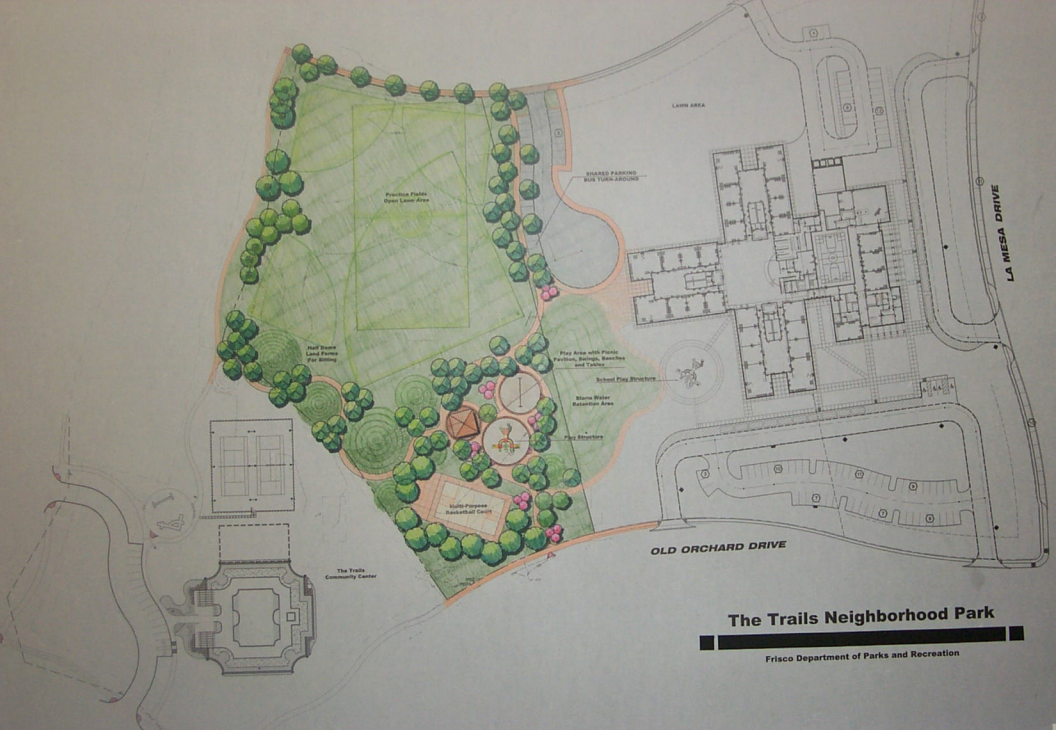 LAWN AREA
SHARED PARKING
BUS TURN-AROUND
Practice Fields
Open Lawn Area
LA MESA DRIVE
Half Dome
Land Forms
For Sitting
Play Area with Picnic
Pavilion, Swings, Benches
and Tables
School Play Structure
Storm Water
Retention Area
Play Structure
Multi-Purpose
Basketball Court
OLD ORCHARD DRIVE
The Trails
Community Center
The Trails Neighborhood Park
Frisco Department of Parks and Recreation